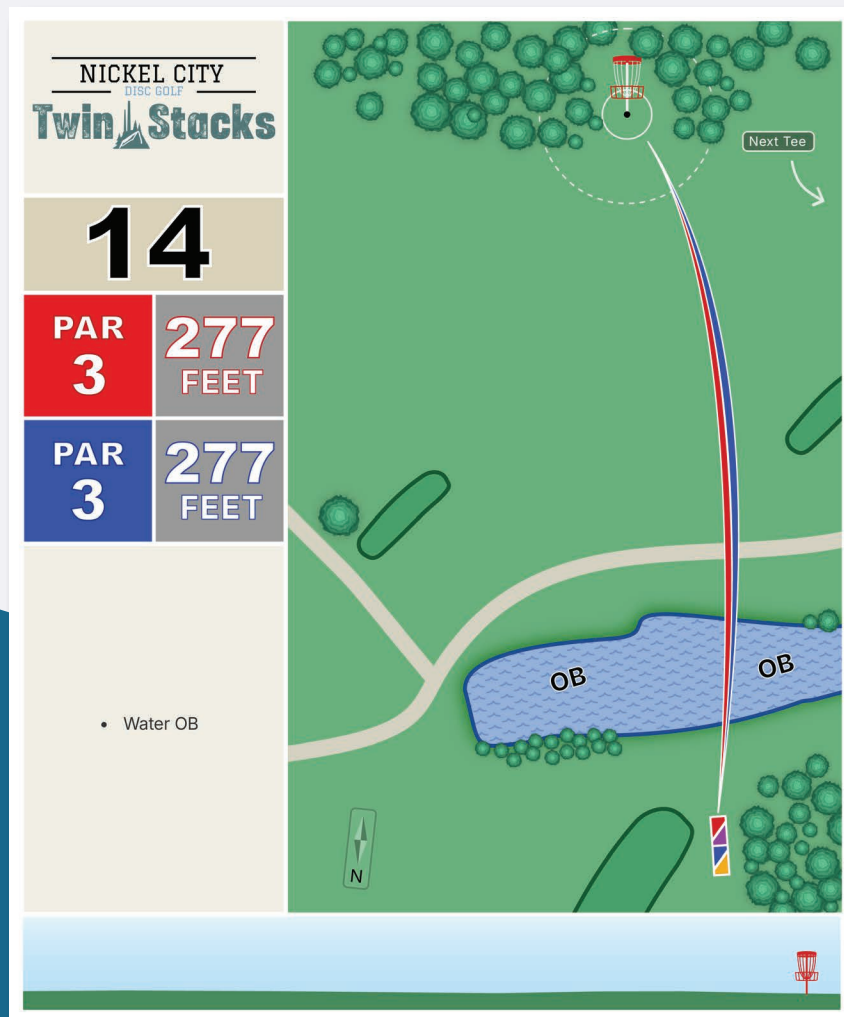 NICKEL CITY
DISC GOLF
Twin Stacks
14
PAR
3
277
FEET
PAR
3
277
FEET
• Water OB
Next Tee
OB
OB
N